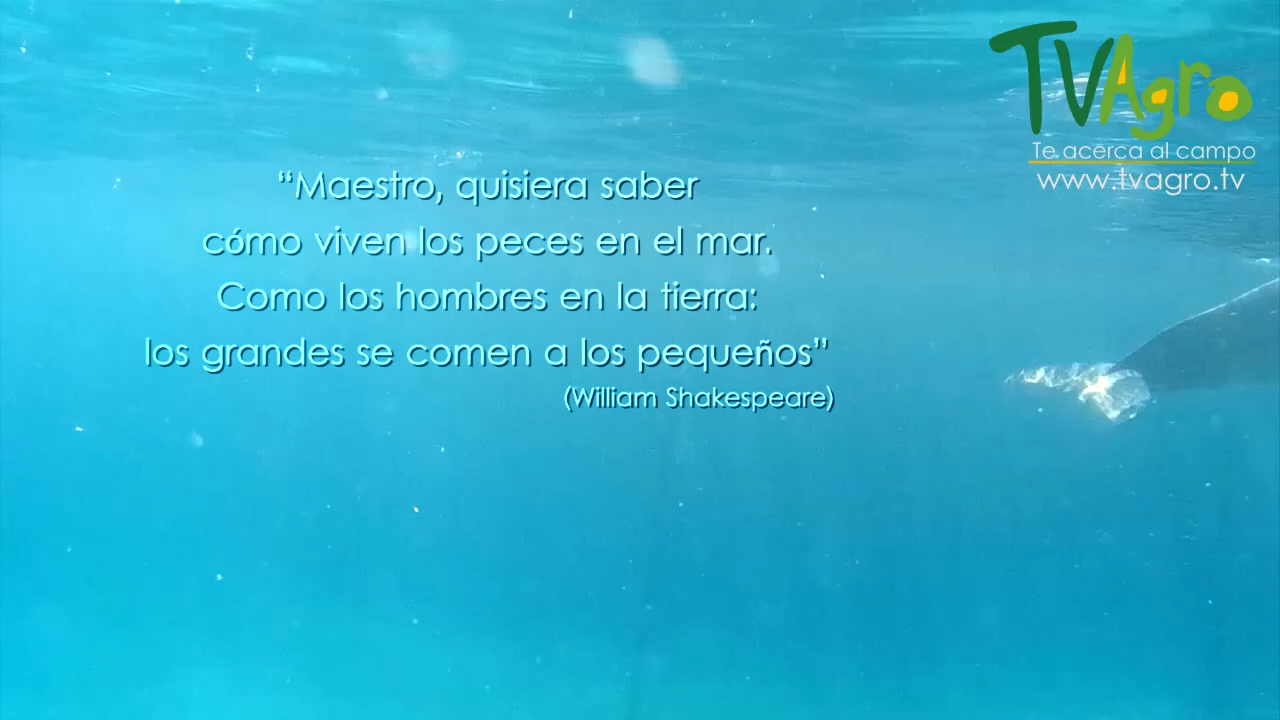 TVAgro
Te acerca al campo
www.tvagro.tv
“Maestro, quisiera saber
cómo viven los peces en el mar.
Como los hombres en la tierra:
los grandes se comen a los pequeños”
(William Shakespeare)